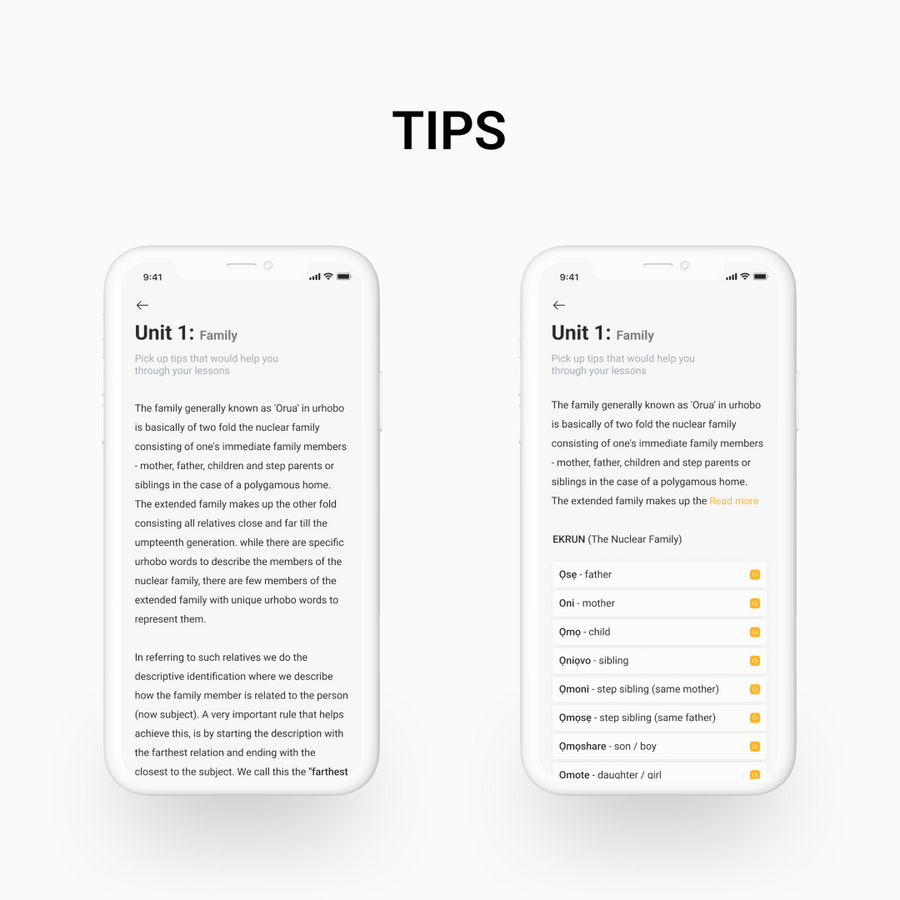 TIPS
9:41
Unit 1: Family
Pick up tips that would help you
through your lessons
The family generally known as 'Orua' in urhobo
is basically of two fold the nuclear family
consisting of one's immediate family members
- mother, father, children and step parents or
siblings in the case of a polygamous home.
The extended family makes up the other fold
consisting all relatives close and far till the
umpteenth generation. while there are specific
urhobo words to describe the members of the
nuclear family, there are few members of the
extended family with unique urhobo words to
represent them.
In referring to such relatives we do the
descriptive identification where we describe
how the family member is related to the person
(now subject). A very important rule that helps
achieve this, is by starting the description with
the farthest relation and ending with the
closest to the subject. We call this the "farthest
9:41
Unit 1: Family
Pick up tips that would help you
through your lessons
The family generally known as 'Orua' in urhobo
is basically of two fold the nuclear family
consisting of one's immediate family members
- mother, father, children and step parents or
siblings in the case of a polygamous home.
The extended family makes up the Read more
EKRUN (The Nuclear Family)
Ọsẹ - father
Oni - mother
Ọmọ - child
Ọniọvo - sibling
Ọmoni - step sibling (same mother)
Ọmọsẹ - step sibling (same father)
Ọmọshare - son / boy
Omote - daughter / girl